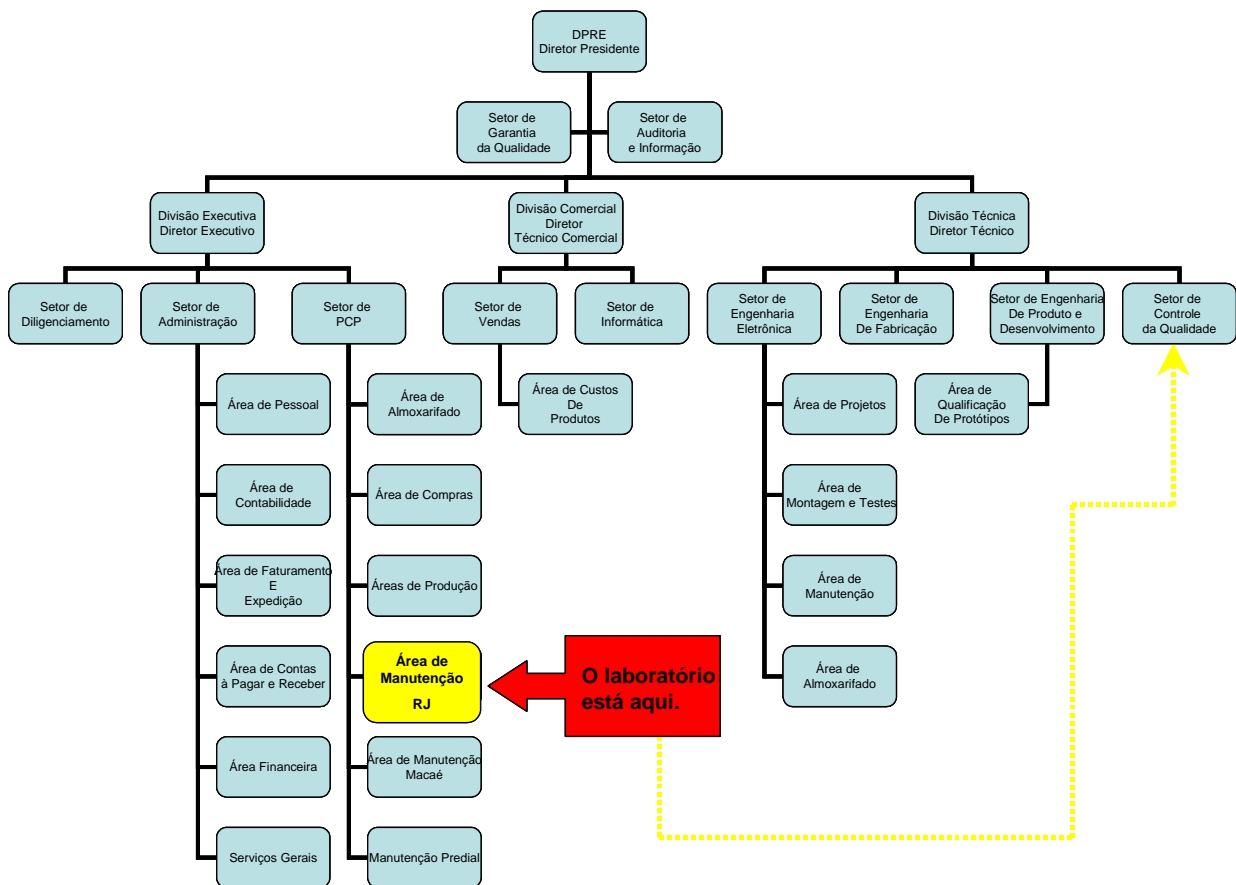 DPRE
Diretor Presidente
Setor de
Garantia
da Qualidade
Setor de
Auditoria
e Informação
Divisão Executiva
Diretor Executivo
Divisão Comercial
Diretor
Técnico Comercial
Divisão Técnica
Diretor Técnico
Setor de
Diligenciamento
Setor de
Administração
Setor de
PCP
Setor de
Vendas
Setor de
Informática
Setor de
Engenharia
Eletrônica
Setor de
Engenharia
De Fabricação
Setor de Engenharia
De Produto e
Desenvolvimento
Setor de
Controle
da Qualidade
Área de Pessoal
Área de
Almoxarifado
Área de Custos
De
Produtos
Área de Projetos
Área de
Qualificação
De Protótipos
Área de
Contabilidade
Área de Compras
Área de
Montagem e Testes
Área de Faturamento
E
Expedição
Áreas de Produção
Área de
Manutenção
Área de Contas
à Pagar e Receber
Área de
Manutenção
RJ
O laboratório
está aqui.
Área de
Almoxarifado
Área Financeira
Área de Manutenção
Macaé
Serviços Gerais
Manutenção Predial